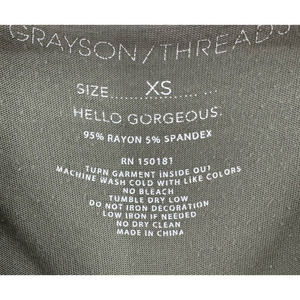 GRAYSON/THREADS
SIZE............XS...... ...
HELLO GORGEOUS.
95% RAYON 5% SPANDEX
RN 150181
TURN GARMENT INSIDE OUT
MACHINE WASH COLD WITH LIKE COLORS
NO BLEACH
TUMBLE DRY LOW
DO NOT IRON DECORATION
LOW IRON IF NEEDED
NO DRY CLEAN
MADE IN CHINA